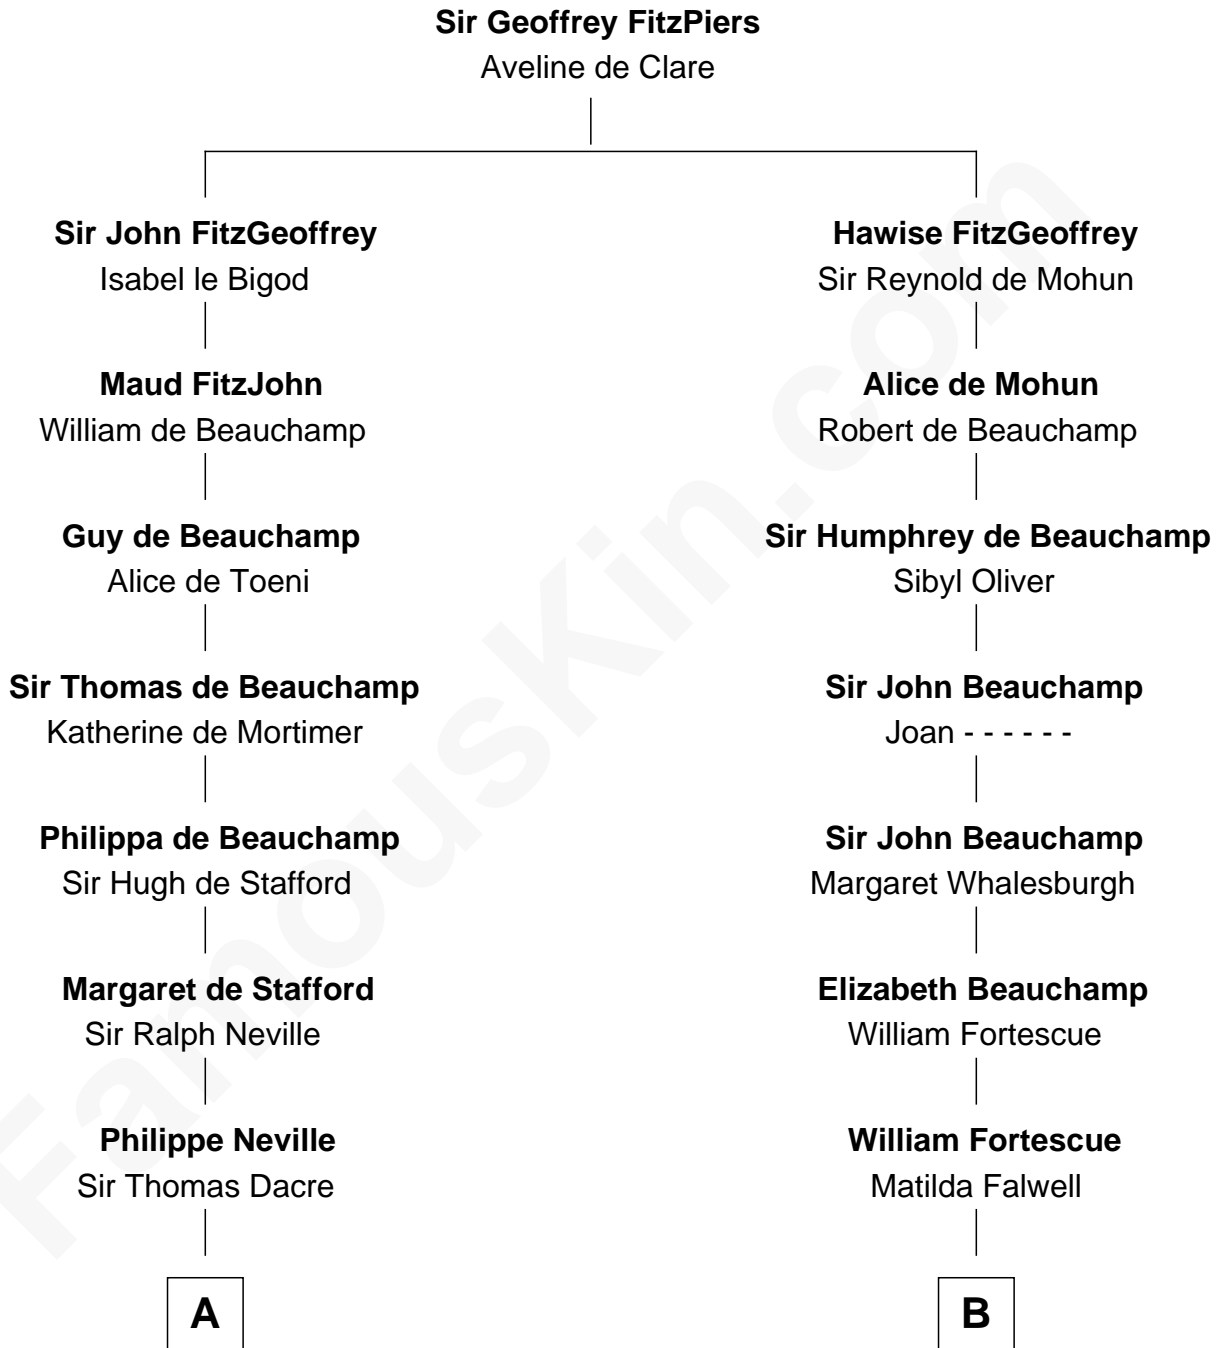 Sir Geoffrey FitzPiers
Aveline de Clare
Sir John FitzGeoffrey
Isabel le Bigod
Hawise FitzGeoffrey
Sir Reynold de Mohun
Maud FitzJohn
William de Beauchamp
Alice de Mohun
Robert de Beauchamp
Guy de Beauchamp
Alice de Toeni
Sir Humphrey de Beauchamp
Sibyl Oliver
Sir Thomas de Beauchamp
Katherine de Mortimer
Sir John Beauchamp
Joan - - - - - -
Philippa de Beauchamp
Sir Hugh de Stafford
Sir John Beauchamp
Margaret Whalesburgh
Margaret de Stafford
Sir Ralph Neville
Elizabeth Beauchamp
William Fortescue
Philippe Neville
Sir Thomas Dacre
William Fortescue
Matilda Falwell
A
B
FamousKin.com